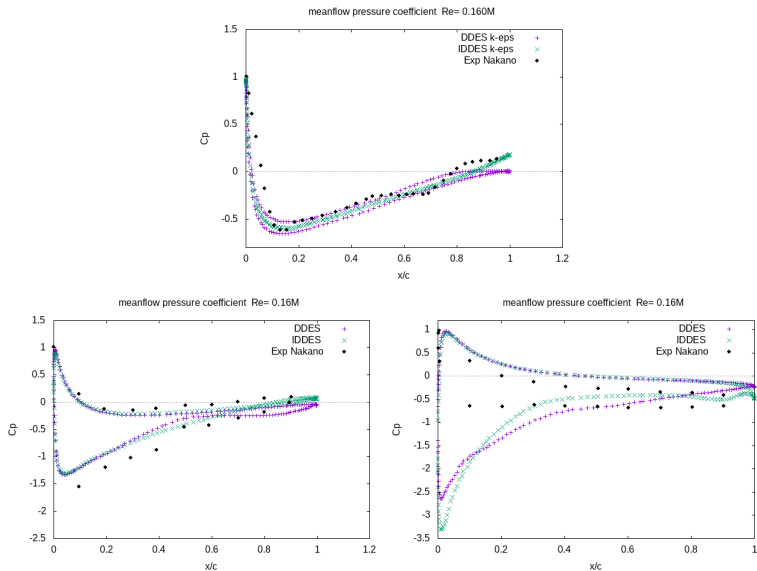 meanflow pressure coefficient Re= 0.160M
1.5
1
0.5
0
-0.5
Cp
0 0.2 0.4 0.6 0.8 1 1.2
x/c
DDES k-eps
IDDES k-eps
Exp Nakano
meanflow pressure coefficient Re= 0.16M
1.5
1
0.5
0
-0.5
-1
-1.5
-2
-2.5
Cp
0 0.2 0.4 0.6 0.8 1 1.2
x/c
DDES
IDDES
Exp Nakano
meanflow pressure coefficient Re= 0.16M
1
0.5
0
-0.5
-1
-1.5
-2
-2.5
-3
-3.5
Cp
0 0.2 0.4 0.6 0.8 1
x/c
DDES
IDDES
Exp Nakano